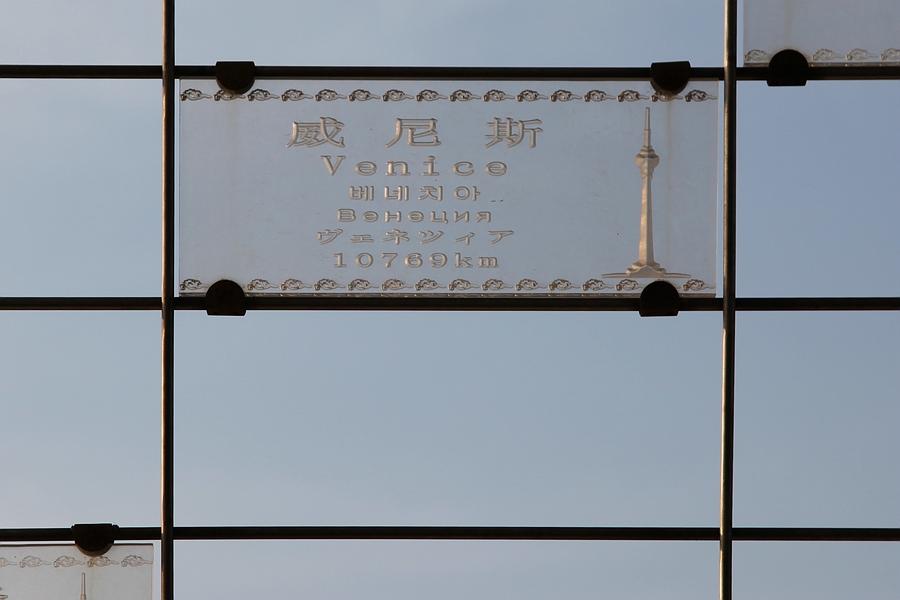 威尼斯
Venice
베네치아
Венеция
ヴェネツィア
10769km